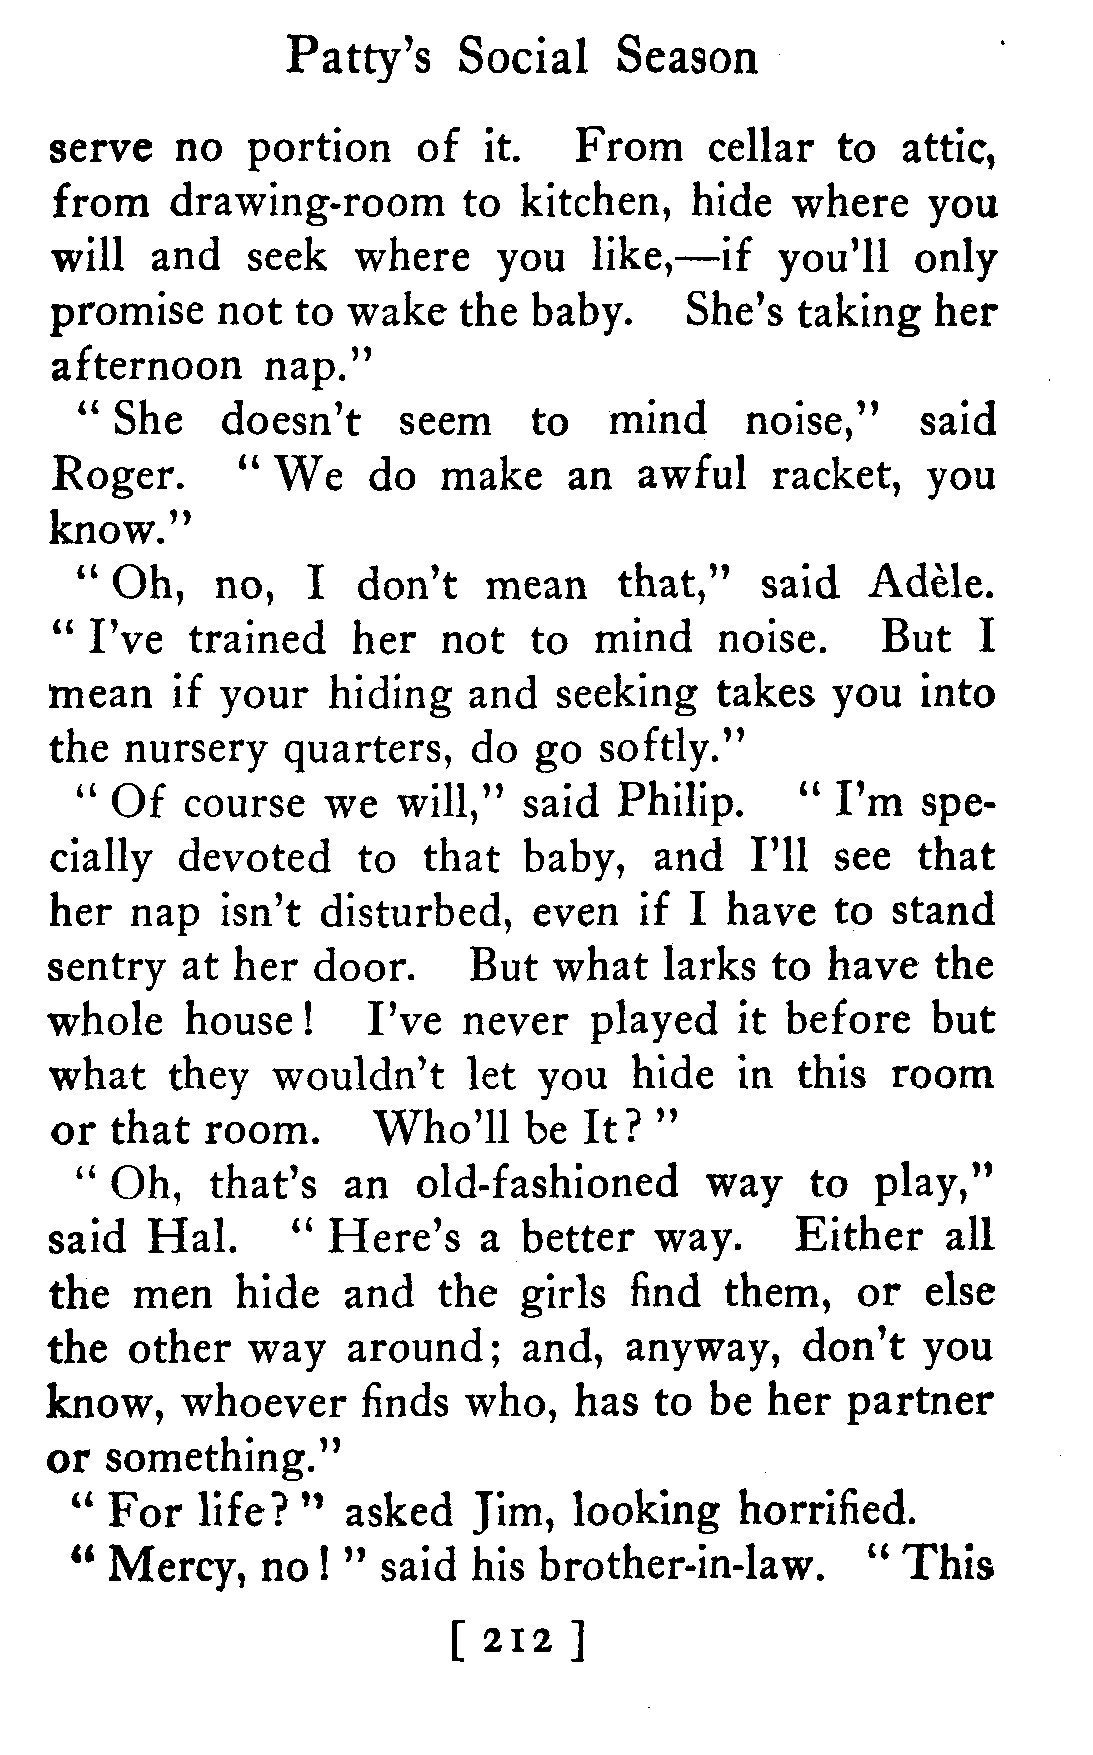 Patty's Social Season
serve no portion of it. From cellar to attic,
from drawing-room to kitchen, hide where you
will and seek where you like,—if you'll only
promise not to wake the baby. She's taking her
afternoon nap."
" She doesn't seem to mind noise," said
Roger. " We do make an awful racket, you
know."
" Oh, no, I don't mean that," said Adèle.
" I've trained her not to mind noise. But I
mean if your hiding and seeking takes you into
the nursery quarters, do go softly."
" Of course we will," said Philip. " I'm spe-
cially devoted to that baby, and I'll see that
her nap isn't disturbed, even if I have to stand
sentry at her door. But what larks to have the
whole house! I've never played it before but
what they wouldn't let you hide in this room
or that room. Who'll be It? "
" Oh, that's an old-fashioned way to play,"
said Hal. " Here's a better way. Either all
the men hide and the girls find them, or else
the other way around; and, anyway, don't you
know, whoever finds who, has to be her partner
or something."
" For life? " asked Jim, looking horrified.
" Mercy, no! " said his brother-in-law. " This
[ 212 ]